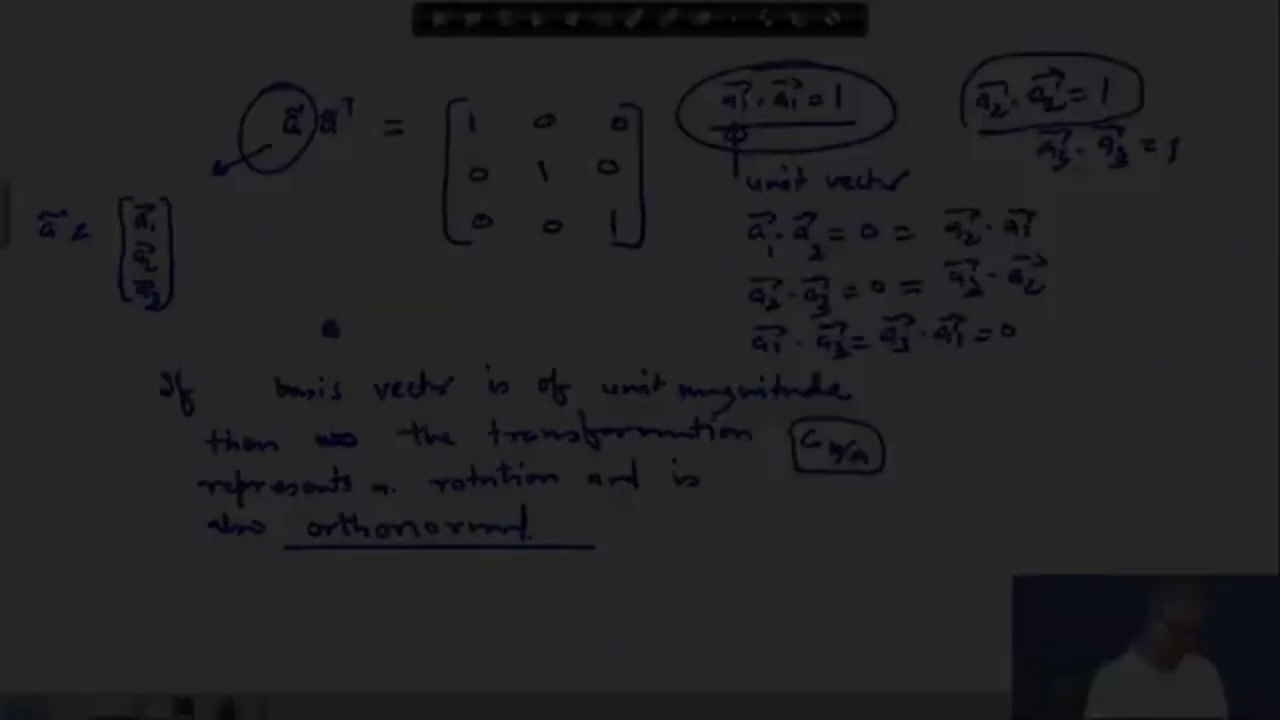 ã ãᵀ = [ 1 0 0
0 1 0
0 0 1 ]
a⃗1 · a⃗1 = 1
a⃗2 · a⃗2 = 1
a⃗3 · a⃗3 = 1
unit vector
ã = [ a⃗1
a⃗2
a⃗3 ]
a⃗1 · a⃗2 = 0 = a⃗2 · a⃗1
a⃗2 · a⃗3 = 0 = a⃗3 · a⃗2
a⃗1 · a⃗3 = a⃗3 · a⃗1 = 0
If basis vector is of unit magnitude
then the transformation C b/a
represents a rotation and is
also orthonormal.